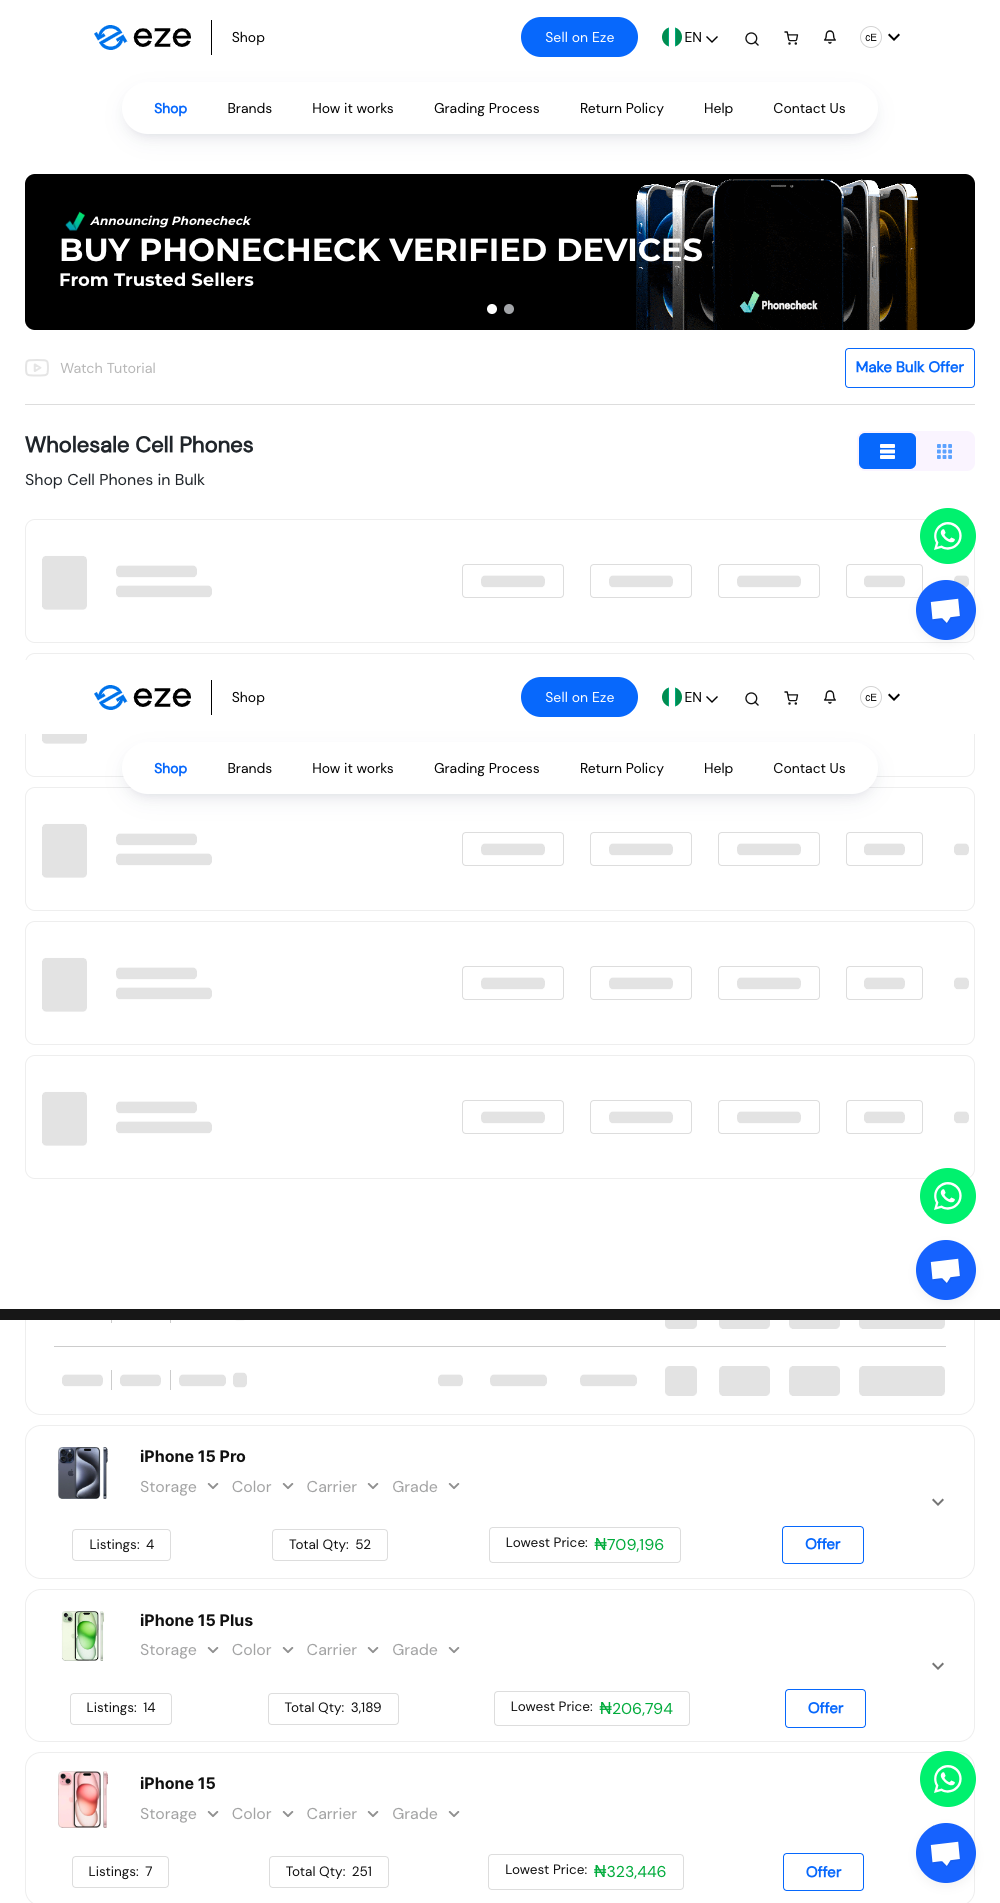 eze
Shop
Sell on Eze
EN
cE
Shop
Brands
How it works
Grading Process
Return Policy
Help
Contact Us
Announcing Phonecheck
BUY PHONECHECK VERIFIED DEVICES
From Trusted Sellers
Phonecheck
Watch Tutorial
Make Bulk Offer
Wholesale Cell Phones
Shop Cell Phones in Bulk
eze
Shop
Sell on Eze
EN
cE
Shop
Brands
How it works
Grading Process
Return Policy
Help
Contact Us
iPhone 15 Pro
Storage Color Carrier Grade
Listings: 4
Total Qty: 52
Lowest Price: ₦709,196
Offer
iPhone 15 Plus
Storage Color Carrier Grade
Listings: 14
Total Qty: 3,189
Lowest Price: ₦206,794
Offer
iPhone 15
Storage Color Carrier Grade
Listings: 7
Total Qty: 251
Lowest Price: ₦323,446
Offer